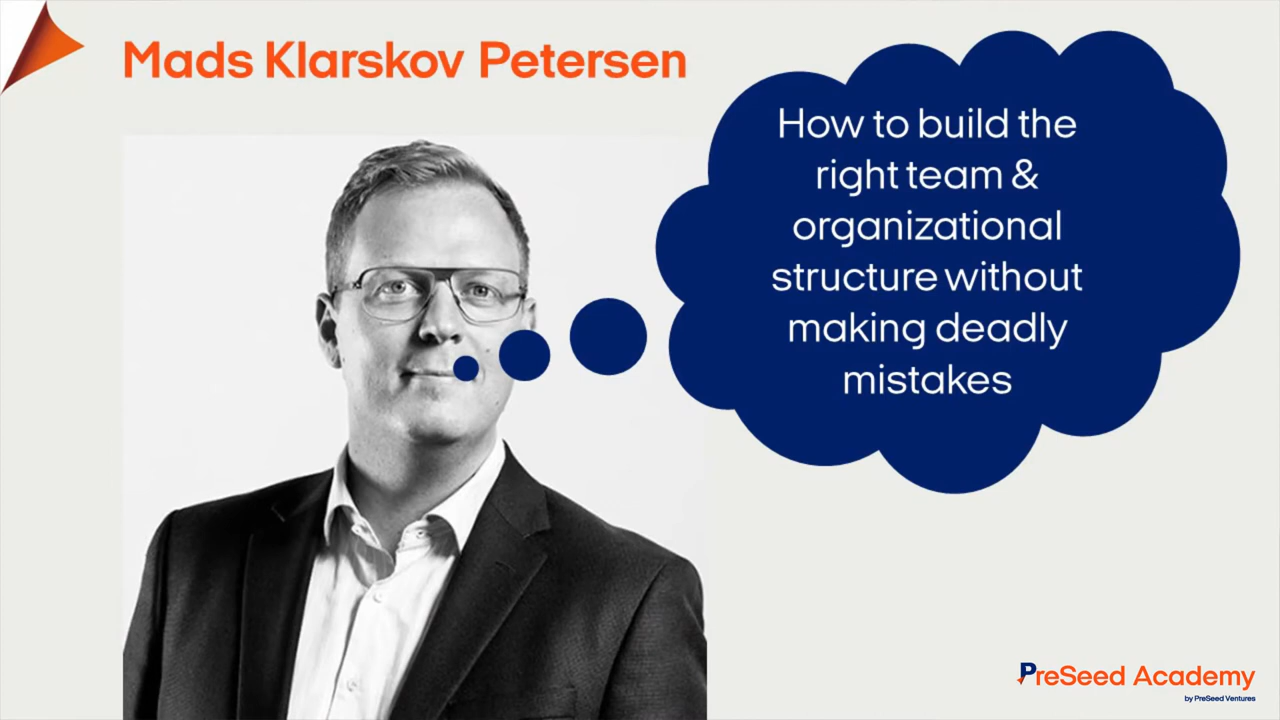 Mads Klarskov Petersen
How to build the
right team &
organizational
structure without
making deadly
mistakes
PreSeed Academy
by PreSeed Ventures